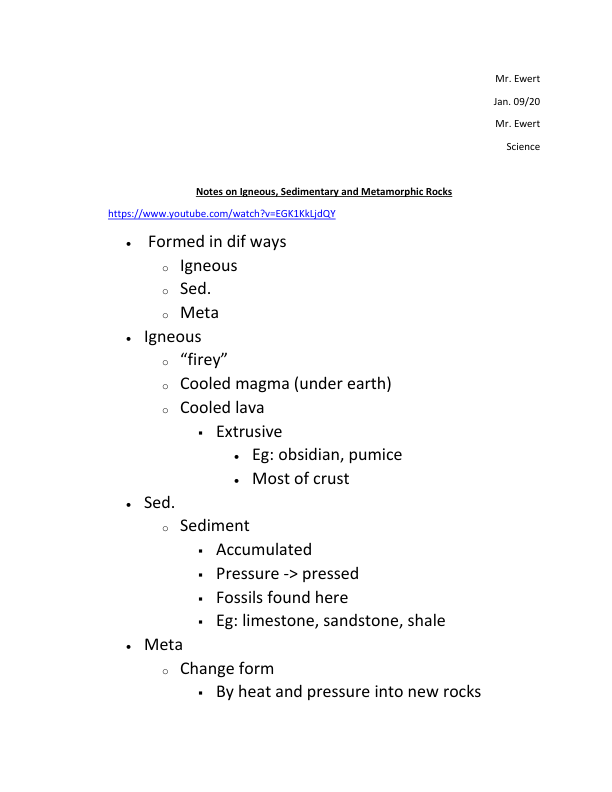 Mr. Ewert
Jan. 09/20
Mr. Ewert
Science
Notes on Igneous, Sedimentary and Metamorphic Rocks
https://www.youtube.com/watch?v=EGK1KkLjdQY
• Formed in dif ways
o Igneous
o Sed.
o Meta
• Igneous
o “firey”
o Cooled magma (under earth)
o Cooled lava
▪ Extrusive
• Eg: obsidian, pumice
• Most of crust
• Sed.
o Sediment
▪ Accumulated
▪ Pressure -> pressed
▪ Fossils found here
▪ Eg: limestone, sandstone, shale
• Meta
o Change form
▪ By heat and pressure into new rocks